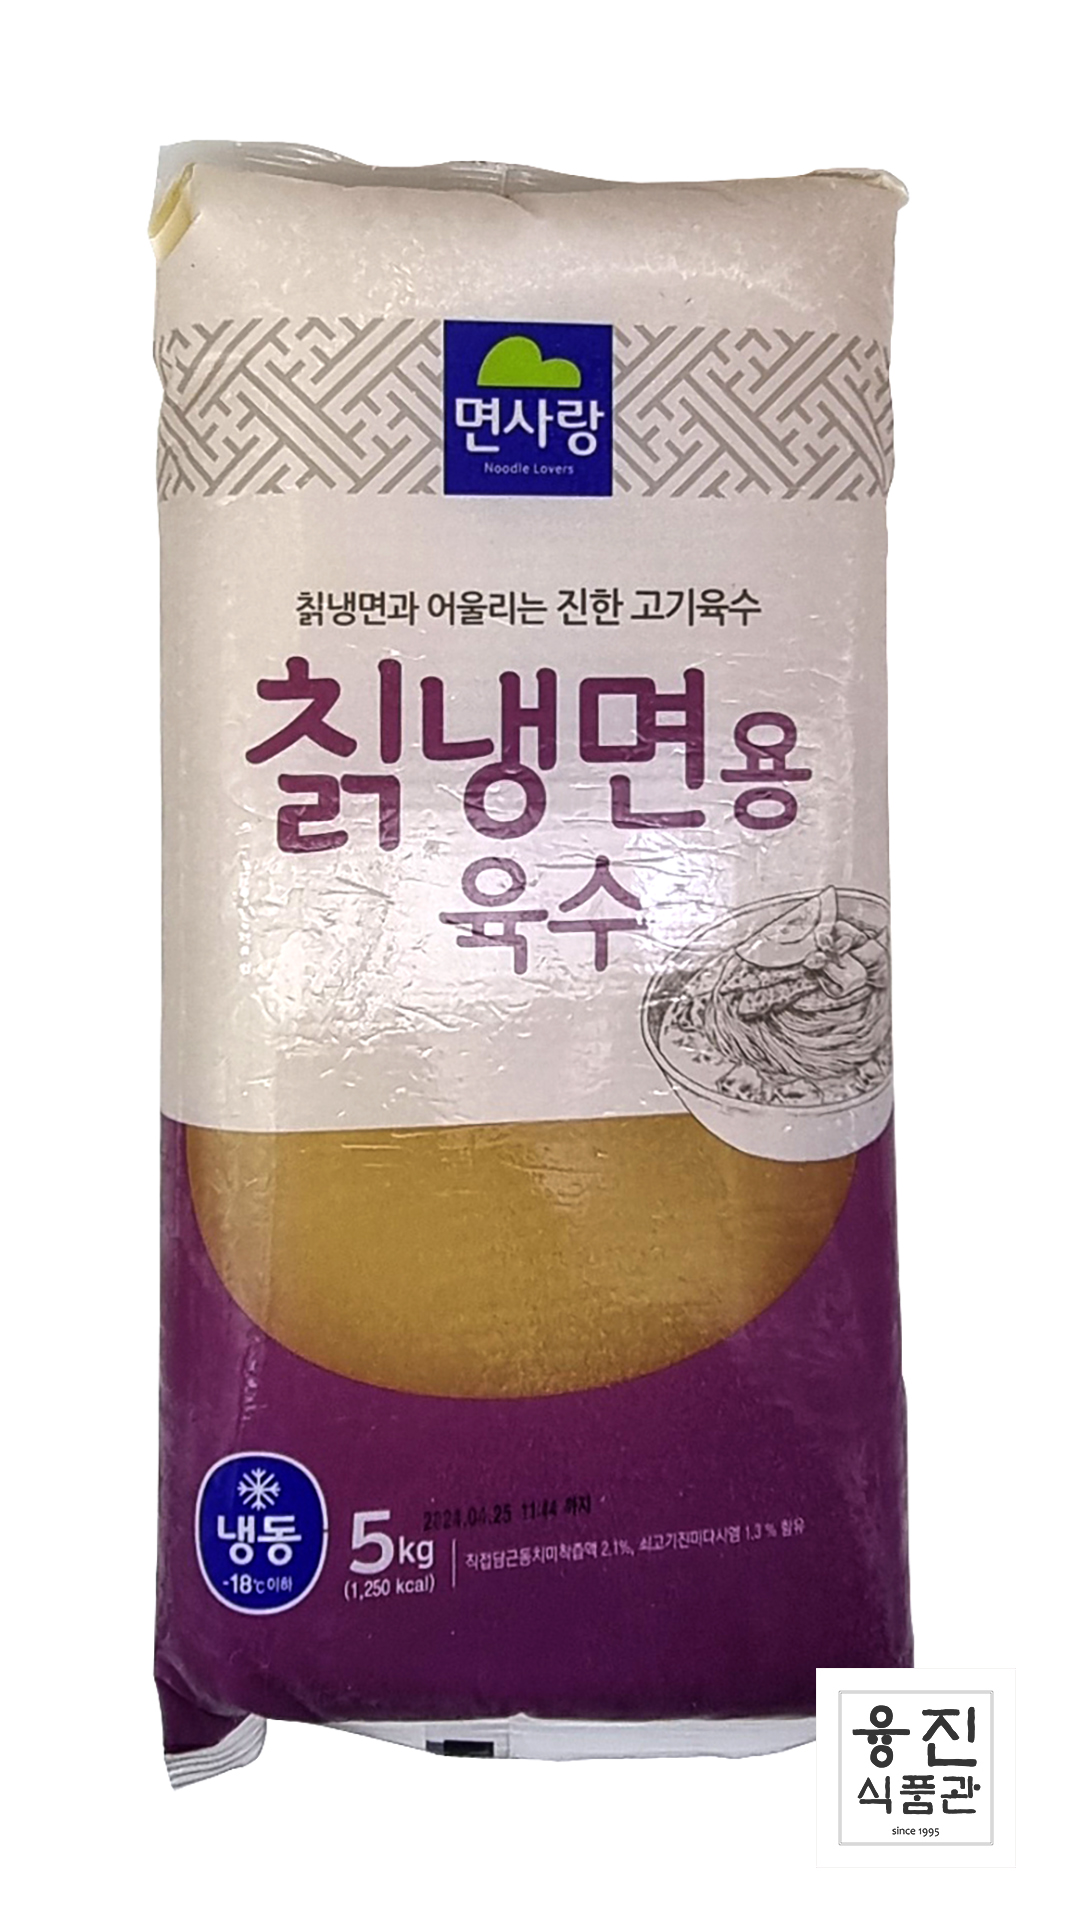 면사랑
Noodle Lovers
칡냉면과 어울리는 진한 고기육수
칡냉면용
육수
냉동
-18℃이하
5kg
(1,250 kcal)
2024.04.25 11:44 까지
직접담근동치미착즙액 2.1%, 쇠고기진미다시엠 1.3 % 함유
융진
식품관
since 1995